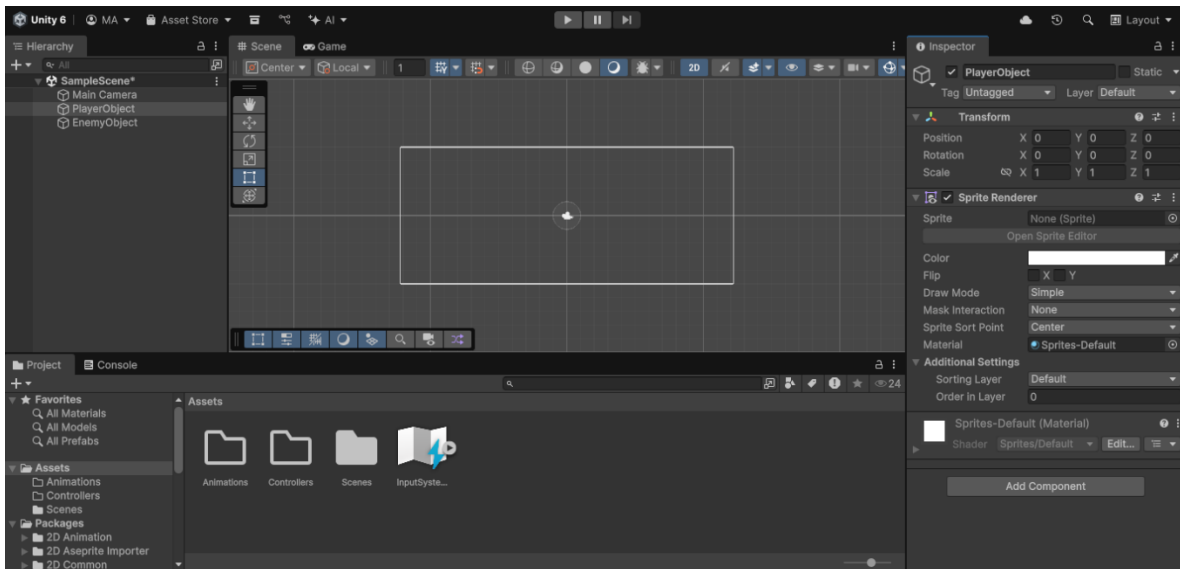 Unity 6 MA Asset Store AI Layout
Hierarchy
All
SampleScene*
Main Camera
PlayerObject
EnemyObject
Scene Game
Center Local 1 2D
Inspector
PlayerObject Static
Tag Untagged Layer Default
Transform
Position X 0 Y 0 Z 0
Rotation X 0 Y 0 Z 0
Scale X 1 Y 1 Z 1
Sprite Renderer
Sprite None (Sprite)
Open Sprite Editor
Color
Flip X Y
Draw Mode Simple
Mask Interaction None
Sprite Sort Point Center
Material Sprites-Default
Additional Settings
Sorting Layer Default
Order in Layer 0
Sprites-Default (Material)
Shader Sprites/Default Edit...
Add Component
Project Console
24
Favorites
All Materials
All Models
All Prefabs
Assets
Animations
Controllers
Scenes
Packages
2D Animation
2D Aseprite Importer
2D Common
Assets
Animations Controllers Scenes InputSyste...